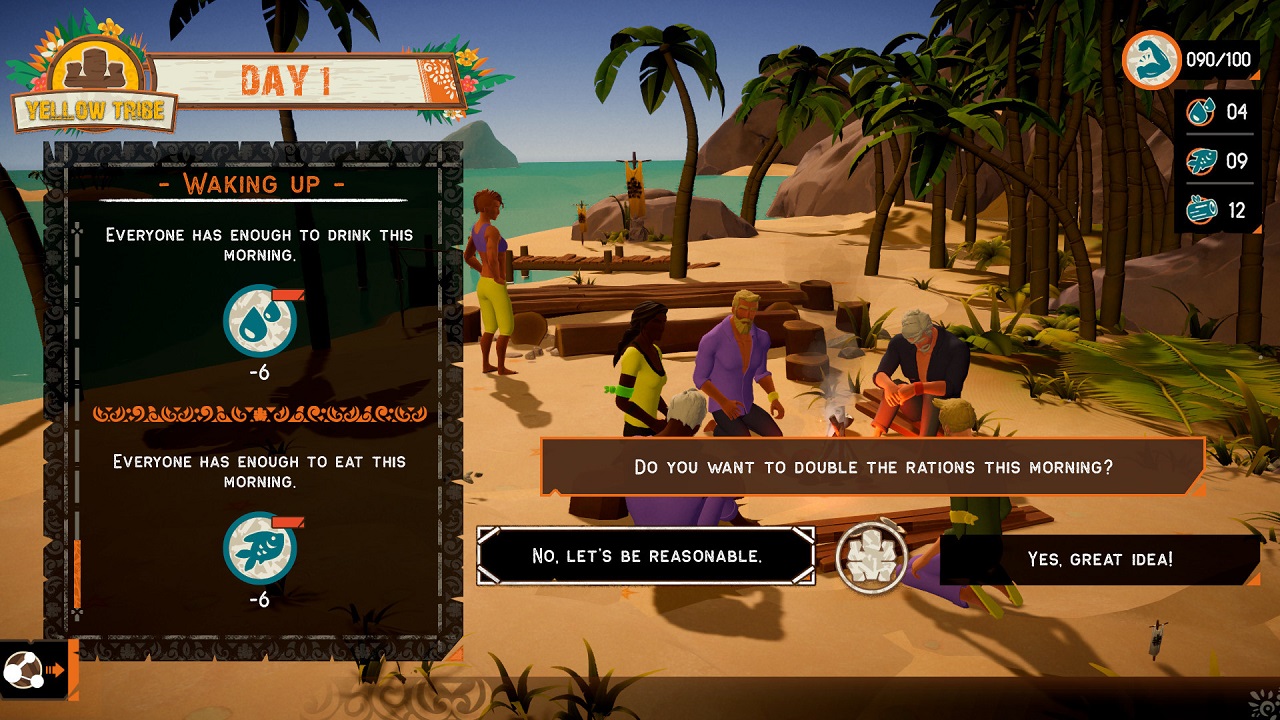 YELLOW TRIBE
DAY 1
- WAKING UP -
EVERYONE HAS ENOUGH TO DRINK THIS
MORNING.
-6
EVERYONE HAS ENOUGH TO EAT THIS
MORNING.
-6
090/100
04
09
12
DO YOU WANT TO DOUBLE THE RATIONS THIS MORNING?
NO, LET'S BE REASONABLE.
YES, GREAT IDEA!